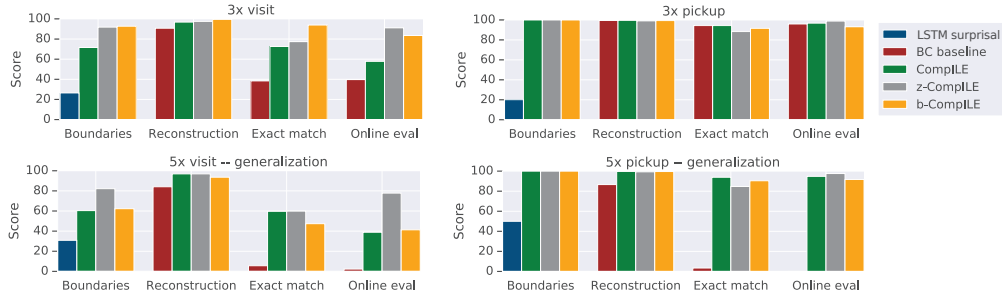 3x visit
100
80
60
40
20
0
Score
Boundaries Reconstruction Exact match Online eval
3x pickup
100
80
60
40
20
0
Score
Boundaries Reconstruction Exact match Online eval
LSTM surprisal
BC baseline
CompILE
z-CompILE
b-CompILE
5x visit -- generalization
100
80
60
40
20
0
Score
Boundaries Reconstruction Exact match Online eval
5x pickup – generalization
100
80
60
40
20
0
Score
Boundaries Reconstruction Exact match Online eval